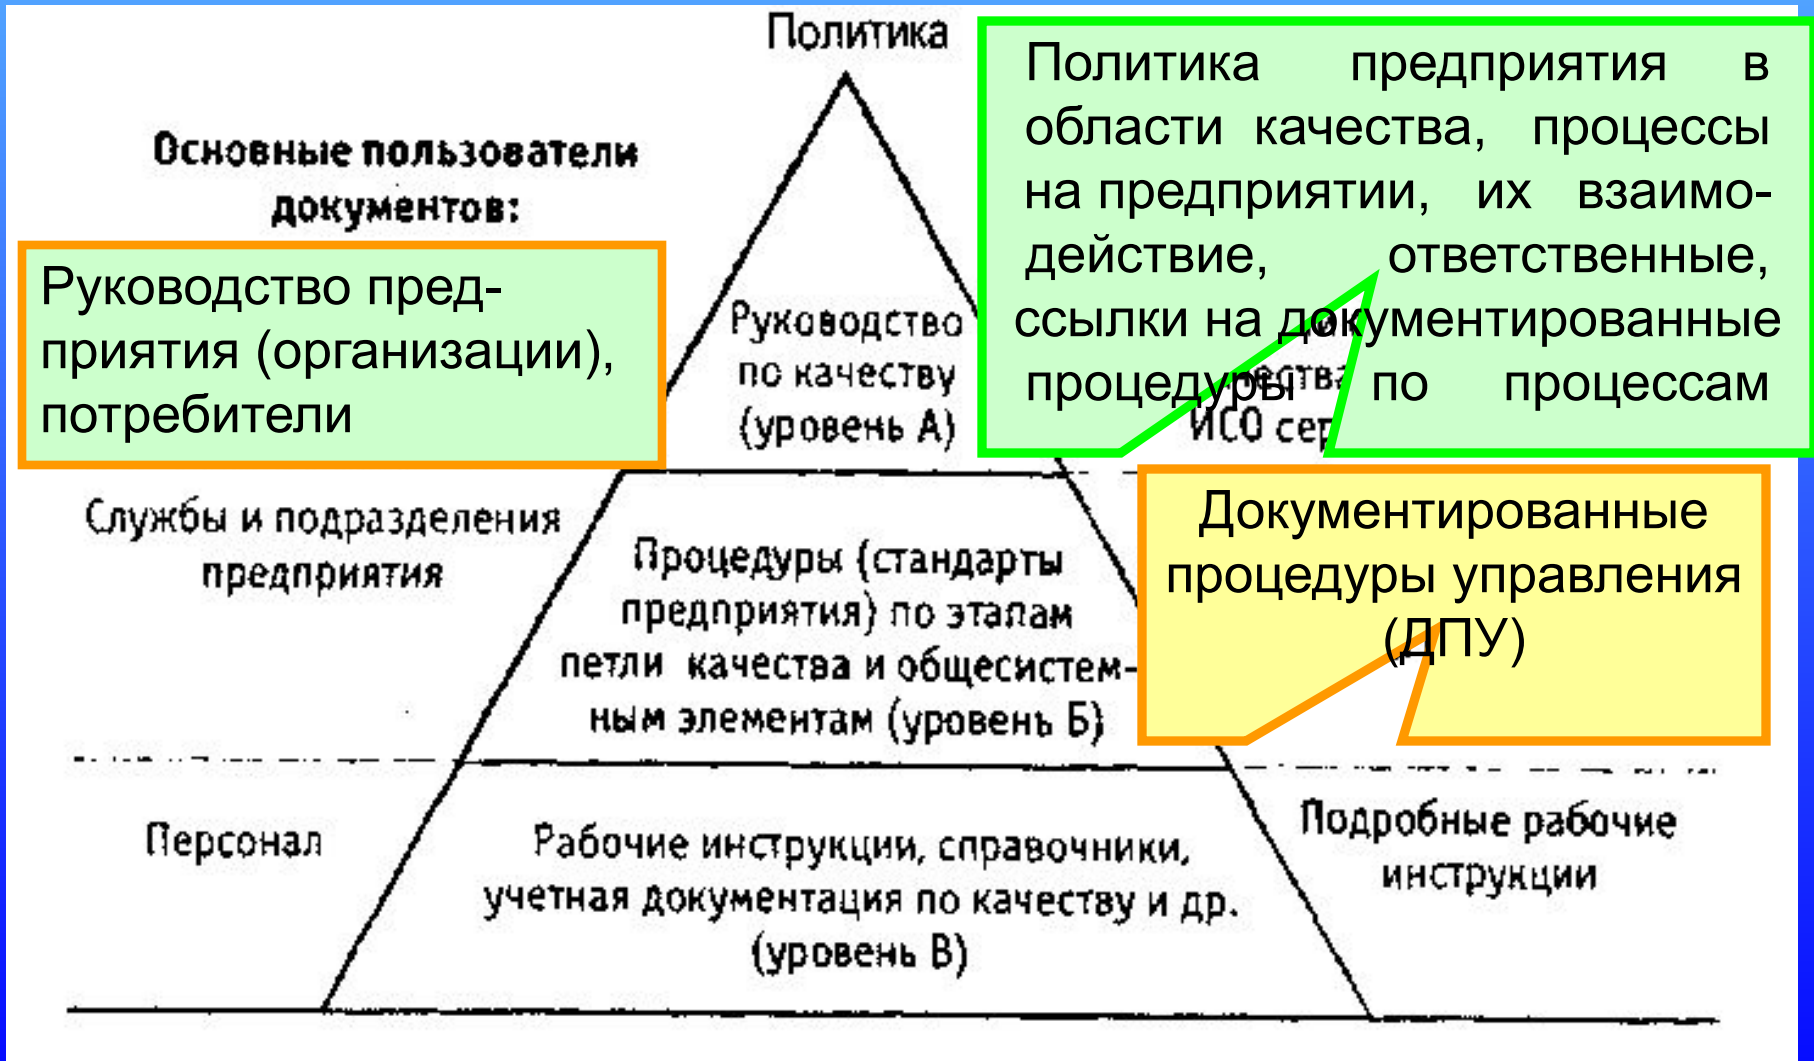 Политика
Основные пользователи
документов:
Политика предприятия в
области качества, процессы
на предприятии, их взаимо-
действие, ответственные,
ссылки на документированные
процедуры по процессам
Руководство пред-
приятия (организации),
потребители
Руководство
по качеству
(уровень А)
ИСО
Службы и подразделения
предприятия
Процедуры (стандарты
предприятия) по этапам
петли качества и общесистем-
ным элементам (уровень Б)
Документированные
процедуры управления
(ДПУ)
Персонал
Рабочие инструкции, справочники,
учетная документация по качеству и др.
(уровень В)
Подробные рабочие
инструкции